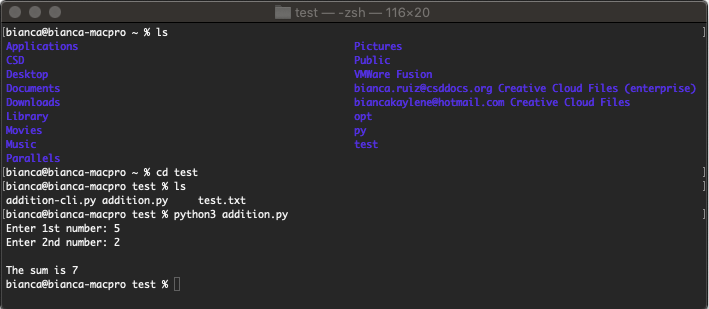 test — -zsh — 116×20
[bianca@bianca-macpro ~ % ls ]
Applications Pictures
CSD Public
Desktop VMWare Fusion
Documents bianca.ruiz@csddocs.org Creative Cloud Files (enterprise)
Downloads biancakaylene@hotmail.com Creative Cloud Files
Library opt
Movies py
Music test
Parallels
[bianca@bianca-macpro ~ % cd test ]
[bianca@bianca-macpro test % ls ]
addition-cli.py addition.py test.txt
[bianca@bianca-macpro test % python3 addition.py ]
Enter 1st number: 5
Enter 2nd number: 2
The sum is 7
bianca@bianca-macpro test %